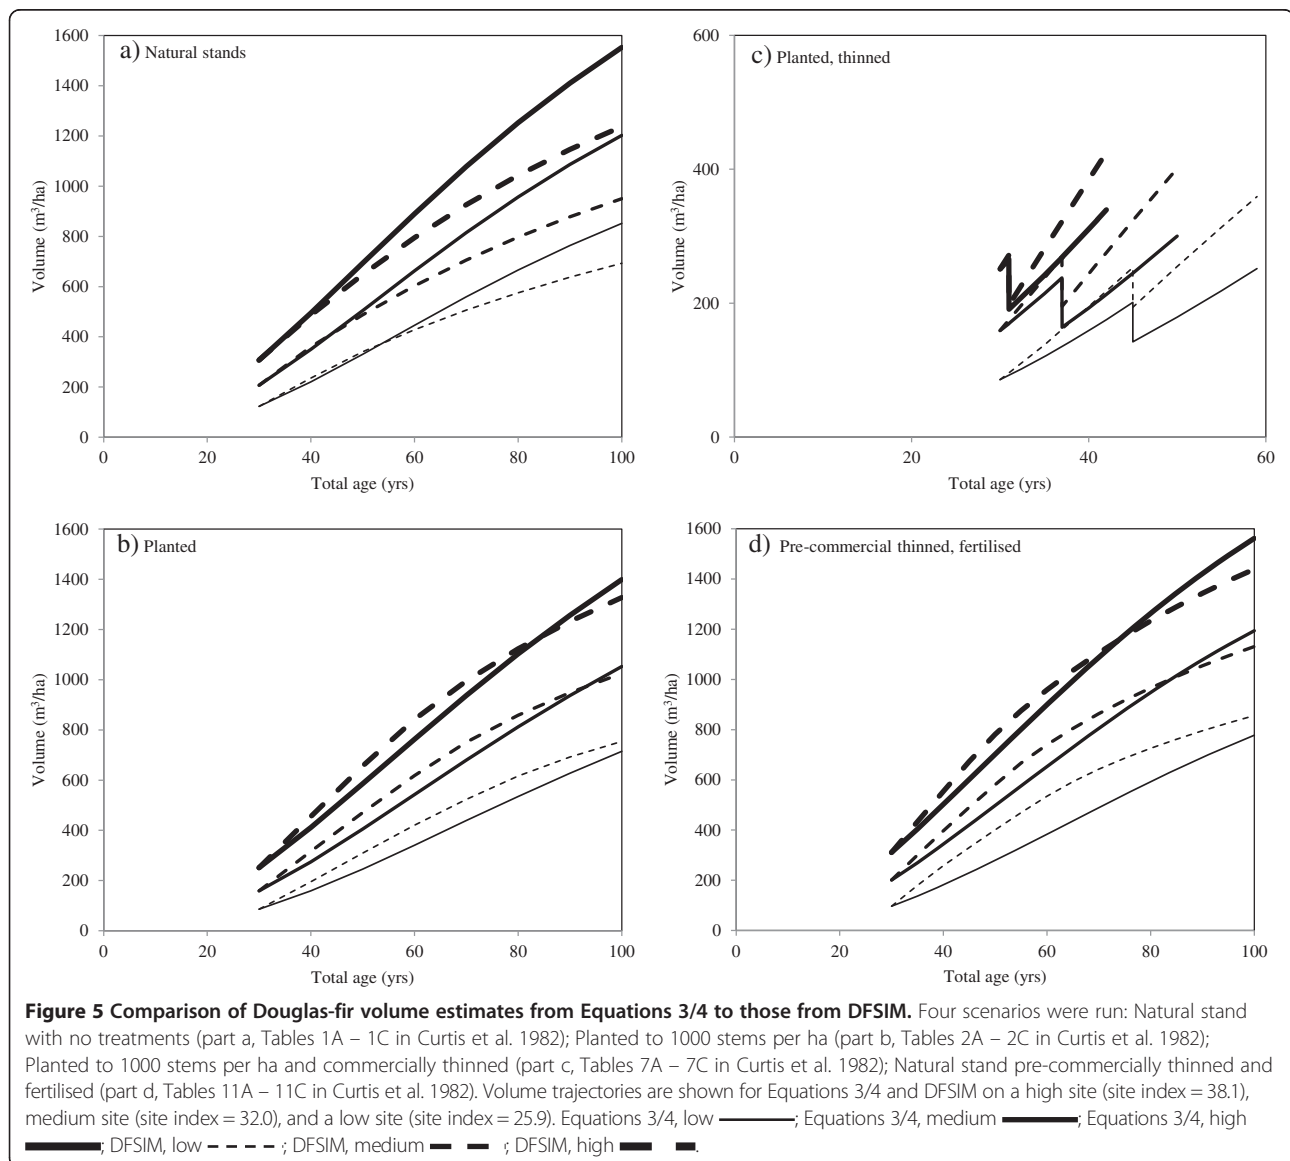 a) Natural stands
1600
1400
1200
1000
800
600
400
200
0
Volume (m³/ha)
0 20 40 60 80 100
Total age (yrs)
c) Planted, thinned
600
400
200
0
Volume (m³/ha)
0 20 40 60
Total age (yrs)
b) Planted
1600
1400
1200
1000
800
600
400
200
0
Volume (m³/ha)
0 20 40 60 80 100
Total age (yrs)
d) Pre-commercial thinned, fertilised
1600
1400
1200
1000
800
600
400
200
0
Volume (m³/ha)
0 20 40 60 80 100
Total age (yrs)
Figure 5 Comparison of Douglas-fir volume estimates from Equations 3/4 to those from DFSIM. Four scenarios were run: Natural stand
with no treatments (part a, Tables 1A – 1C in Curtis et al. 1982); Planted to 1000 stems per ha (part b, Tables 2A – 2C in Curtis et al. 1982);
Planted to 1000 stems per ha and commercially thinned (part c, Tables 7A – 7C in Curtis et al. 1982); Natural stand pre-commercially thinned and
fertilised (part d, Tables 11A – 11C in Curtis et al. 1982). Volume trajectories are shown for Equations 3/4 and DFSIM on a high site (site index = 38.1),
medium site (site index = 32.0), and a low site (site index = 25.9). Equations 3/4, low ; Equations 3/4, medium ; Equations 3/4, high
; DFSIM, low ; DFSIM, medium ; DFSIM, high .